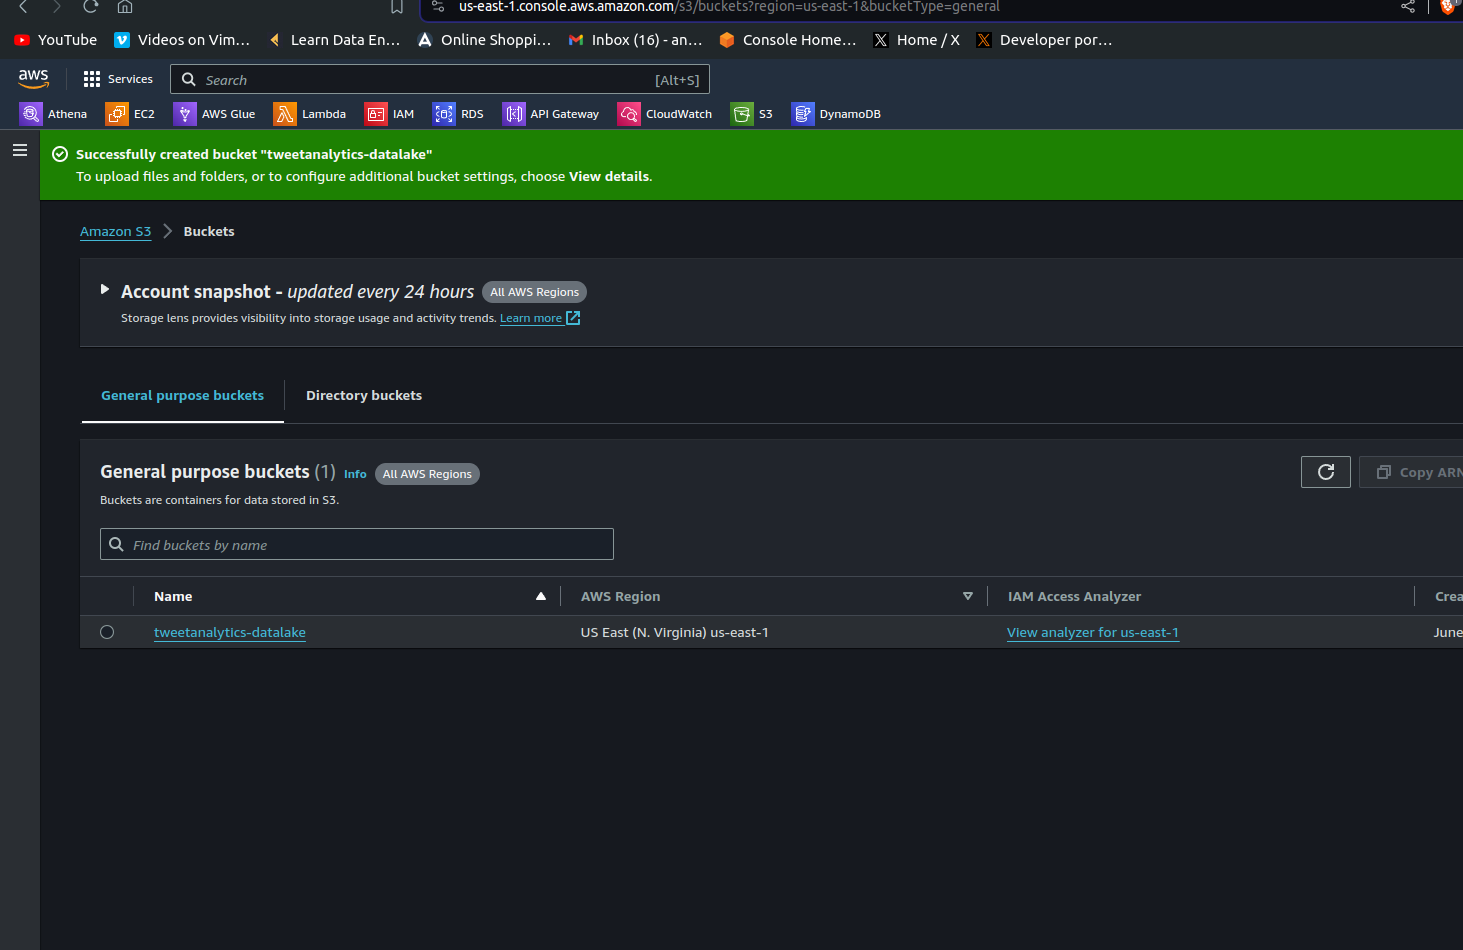 us-east-1.console.aws.amazon.com/s3/buckets?region=us-east-1&bucketType=general
YouTube Videos on Vim... Learn Data En... Online Shoppi... Inbox (16) - an... Console Home... Home / X Developer por...
aws Services Search [Alt+S]
Athena EC2 AWS Glue Lambda IAM RDS API Gateway CloudWatch S3 DynamoDB
Successfully created bucket "tweetanalytics-datalake"
To upload files and folders, or to configure additional bucket settings, choose View details.
Amazon S3 Buckets
Account snapshot - updated every 24 hours All AWS Regions
Storage lens provides visibility into storage usage and activity trends. Learn more
General purpose buckets Directory buckets
General purpose buckets (1) Info All AWS Regions
Copy ARN
Buckets are containers for data stored in S3.
Find buckets by name
Name AWS Region IAM Access Analyzer Crea
tweetanalytics-datalake US East (N. Virginia) us-east-1 View analyzer for us-east-1 June